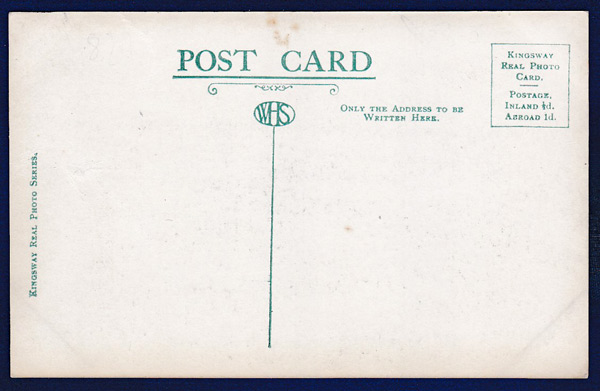 POST CARD
WHS
ONLY THE ADDRESS TO BE
WRITTEN HERE.
KINGSWAY
REAL PHOTO
CARD.
POSTAGE,
INLAND ½d.
ABROAD 1d.
KINGSWAY REAL PHOTO SERIES.